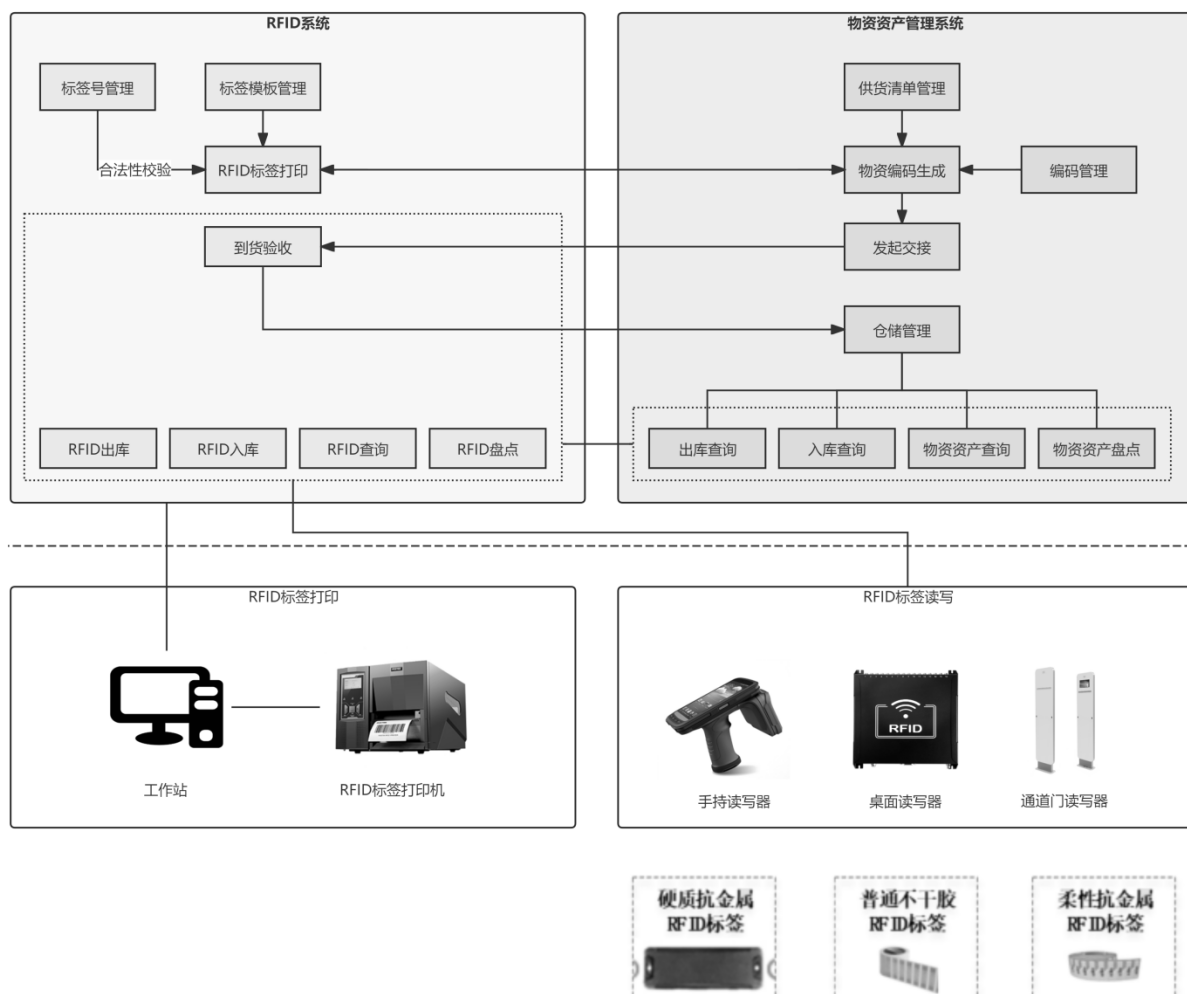 RFID系统
物资资产管理系统
标签号管理
标签模板管理
供货清单管理
合法性校验
RFID标签打印
物资编码生成
编码管理
到货验收
发起交接
仓储管理
RFID出库
RFID入库
RFID查询
RFID盘点
出库查询
入库查询
物资资产查询
物资资产盘点
RFID标签打印
RFID标签读写
RFID
工作站
RFID标签打印机
手持读写器
桌面读写器
通道门读写器
硬质抗金属
RFID标签
普通不干胶
RFID标签
柔性抗金属
RFID标签